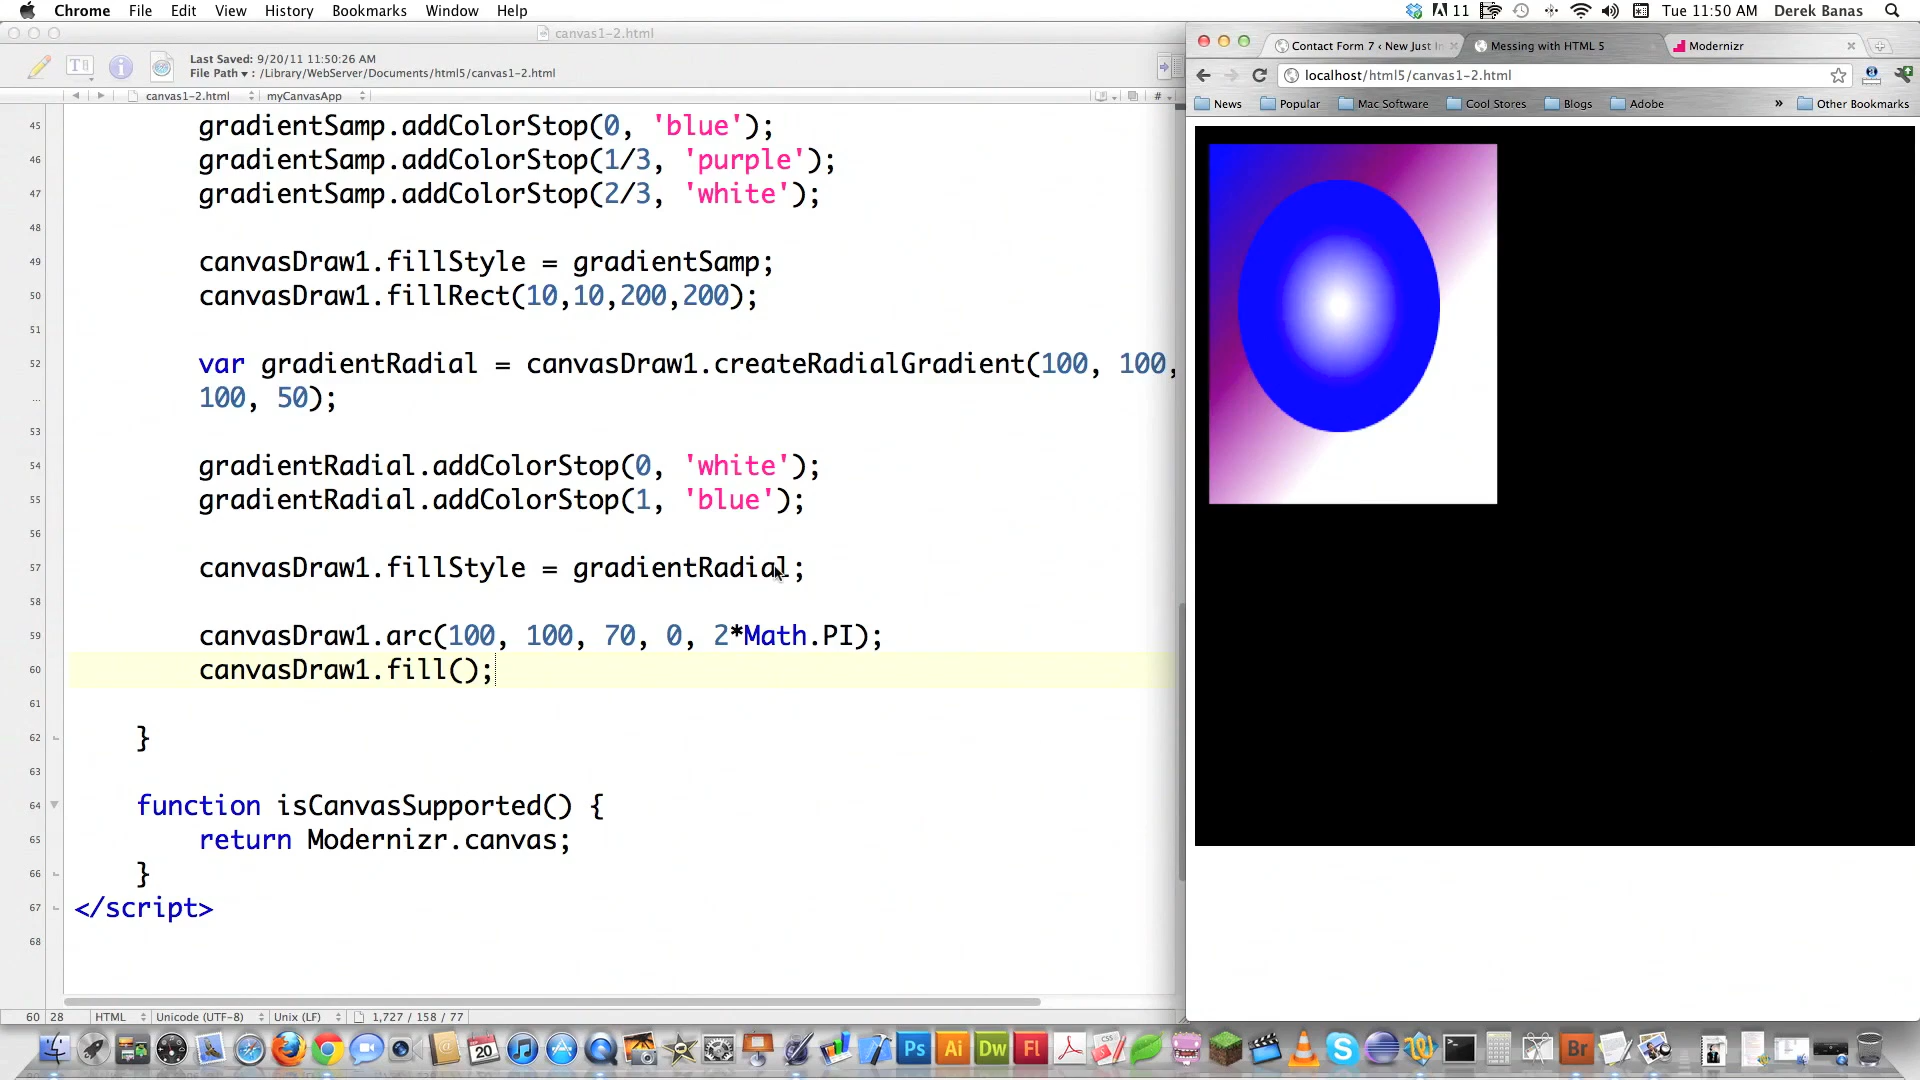 Chrome File Edit View History Bookmarks Window Help
11 Tue 11:50 AM Derek Banas
canvas1-2.html
Last Saved: 9/20/11 11:50:26 AM
File Path ▾ : /Library/WebServer/Documents/html5/canvas1-2.html
canvas1-2.html myCanvasApp #
45 gradientSamp.addColorStop(0, 'blue');
46 gradientSamp.addColorStop(1/3, 'purple');
47 gradientSamp.addColorStop(2/3, 'white');
48
49 canvasDraw1.fillStyle = gradientSamp;
50 canvasDraw1.fillRect(10,10,200,200);
51
52 var gradientRadial = canvasDraw1.createRadialGradient(100, 100,
... 100, 50);
53
54 gradientRadial.addColorStop(0, 'white');
55 gradientRadial.addColorStop(1, 'blue');
56
57 canvasDraw1.fillStyle = gradientRadial;
58
59 canvasDraw1.arc(100, 100, 70, 0, 2*Math.PI);
60 canvasDraw1.fill();
61
62 }
63
64 function isCanvasSupported() {
65 return Modernizr.canvas;
66 }
67 </script>
68
60 28 HTML Unicode (UTF-8) Unix (LF) 1,727 / 158 / 77
Contact Form 7 ‹ New Just In Messing with HTML 5 Modernizr
localhost/html5/canvas1-2.html
News Popular Mac Software Cool Stores Blogs Adobe » Other Bookmarks
20 Ps Ai Dw Fl CSS Br